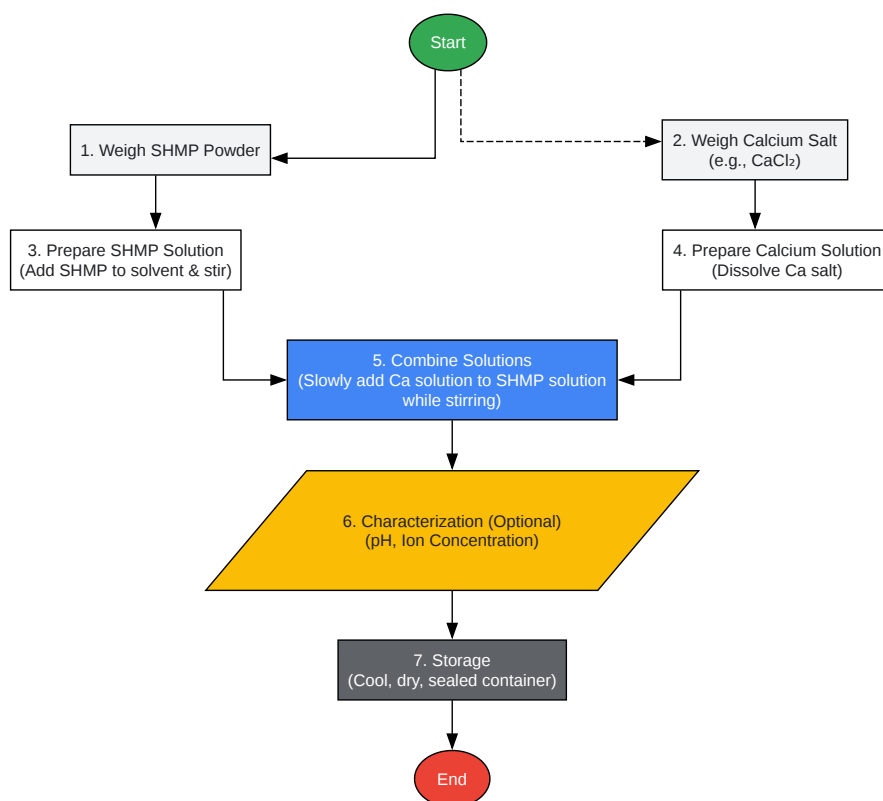 Start
1. Weigh SHMP Powder
2. Weigh Calcium Salt
(e.g., CaCl₂)
3. Prepare SHMP Solution
(Add SHMP to solvent & stir)
4. Prepare Calcium Solution
(Dissolve Ca salt)
5. Combine Solutions
(Slowly add Ca solution to SHMP solution
while stirring)
6. Characterization (Optional)
(pH, Ion Concentration)
7. Storage
(Cool, dry, sealed container)
End